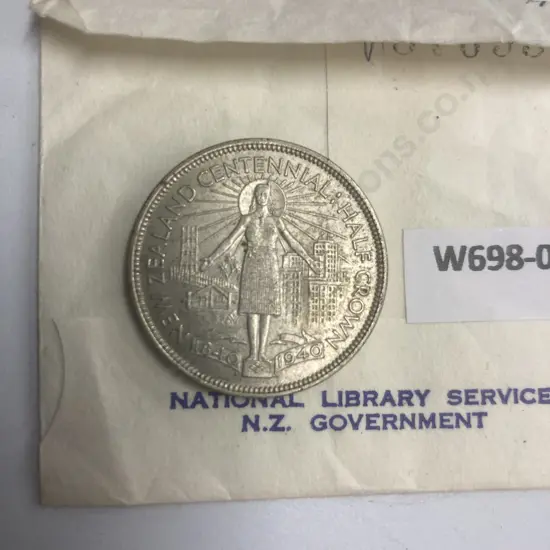 NEW ZEALAND CENTENNIAL: HALF CROWN
1840 1940
W698-0
NATIONAL LIBRARY SERVICE
N.Z. GOVERNMENT